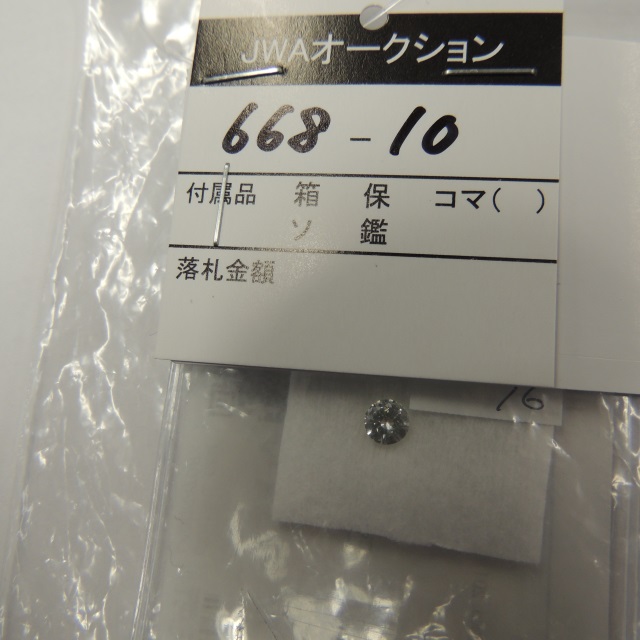 JWAオークション
668-10
付属品 箱 保 コマ( )
ソ 鑑
落札金額
16